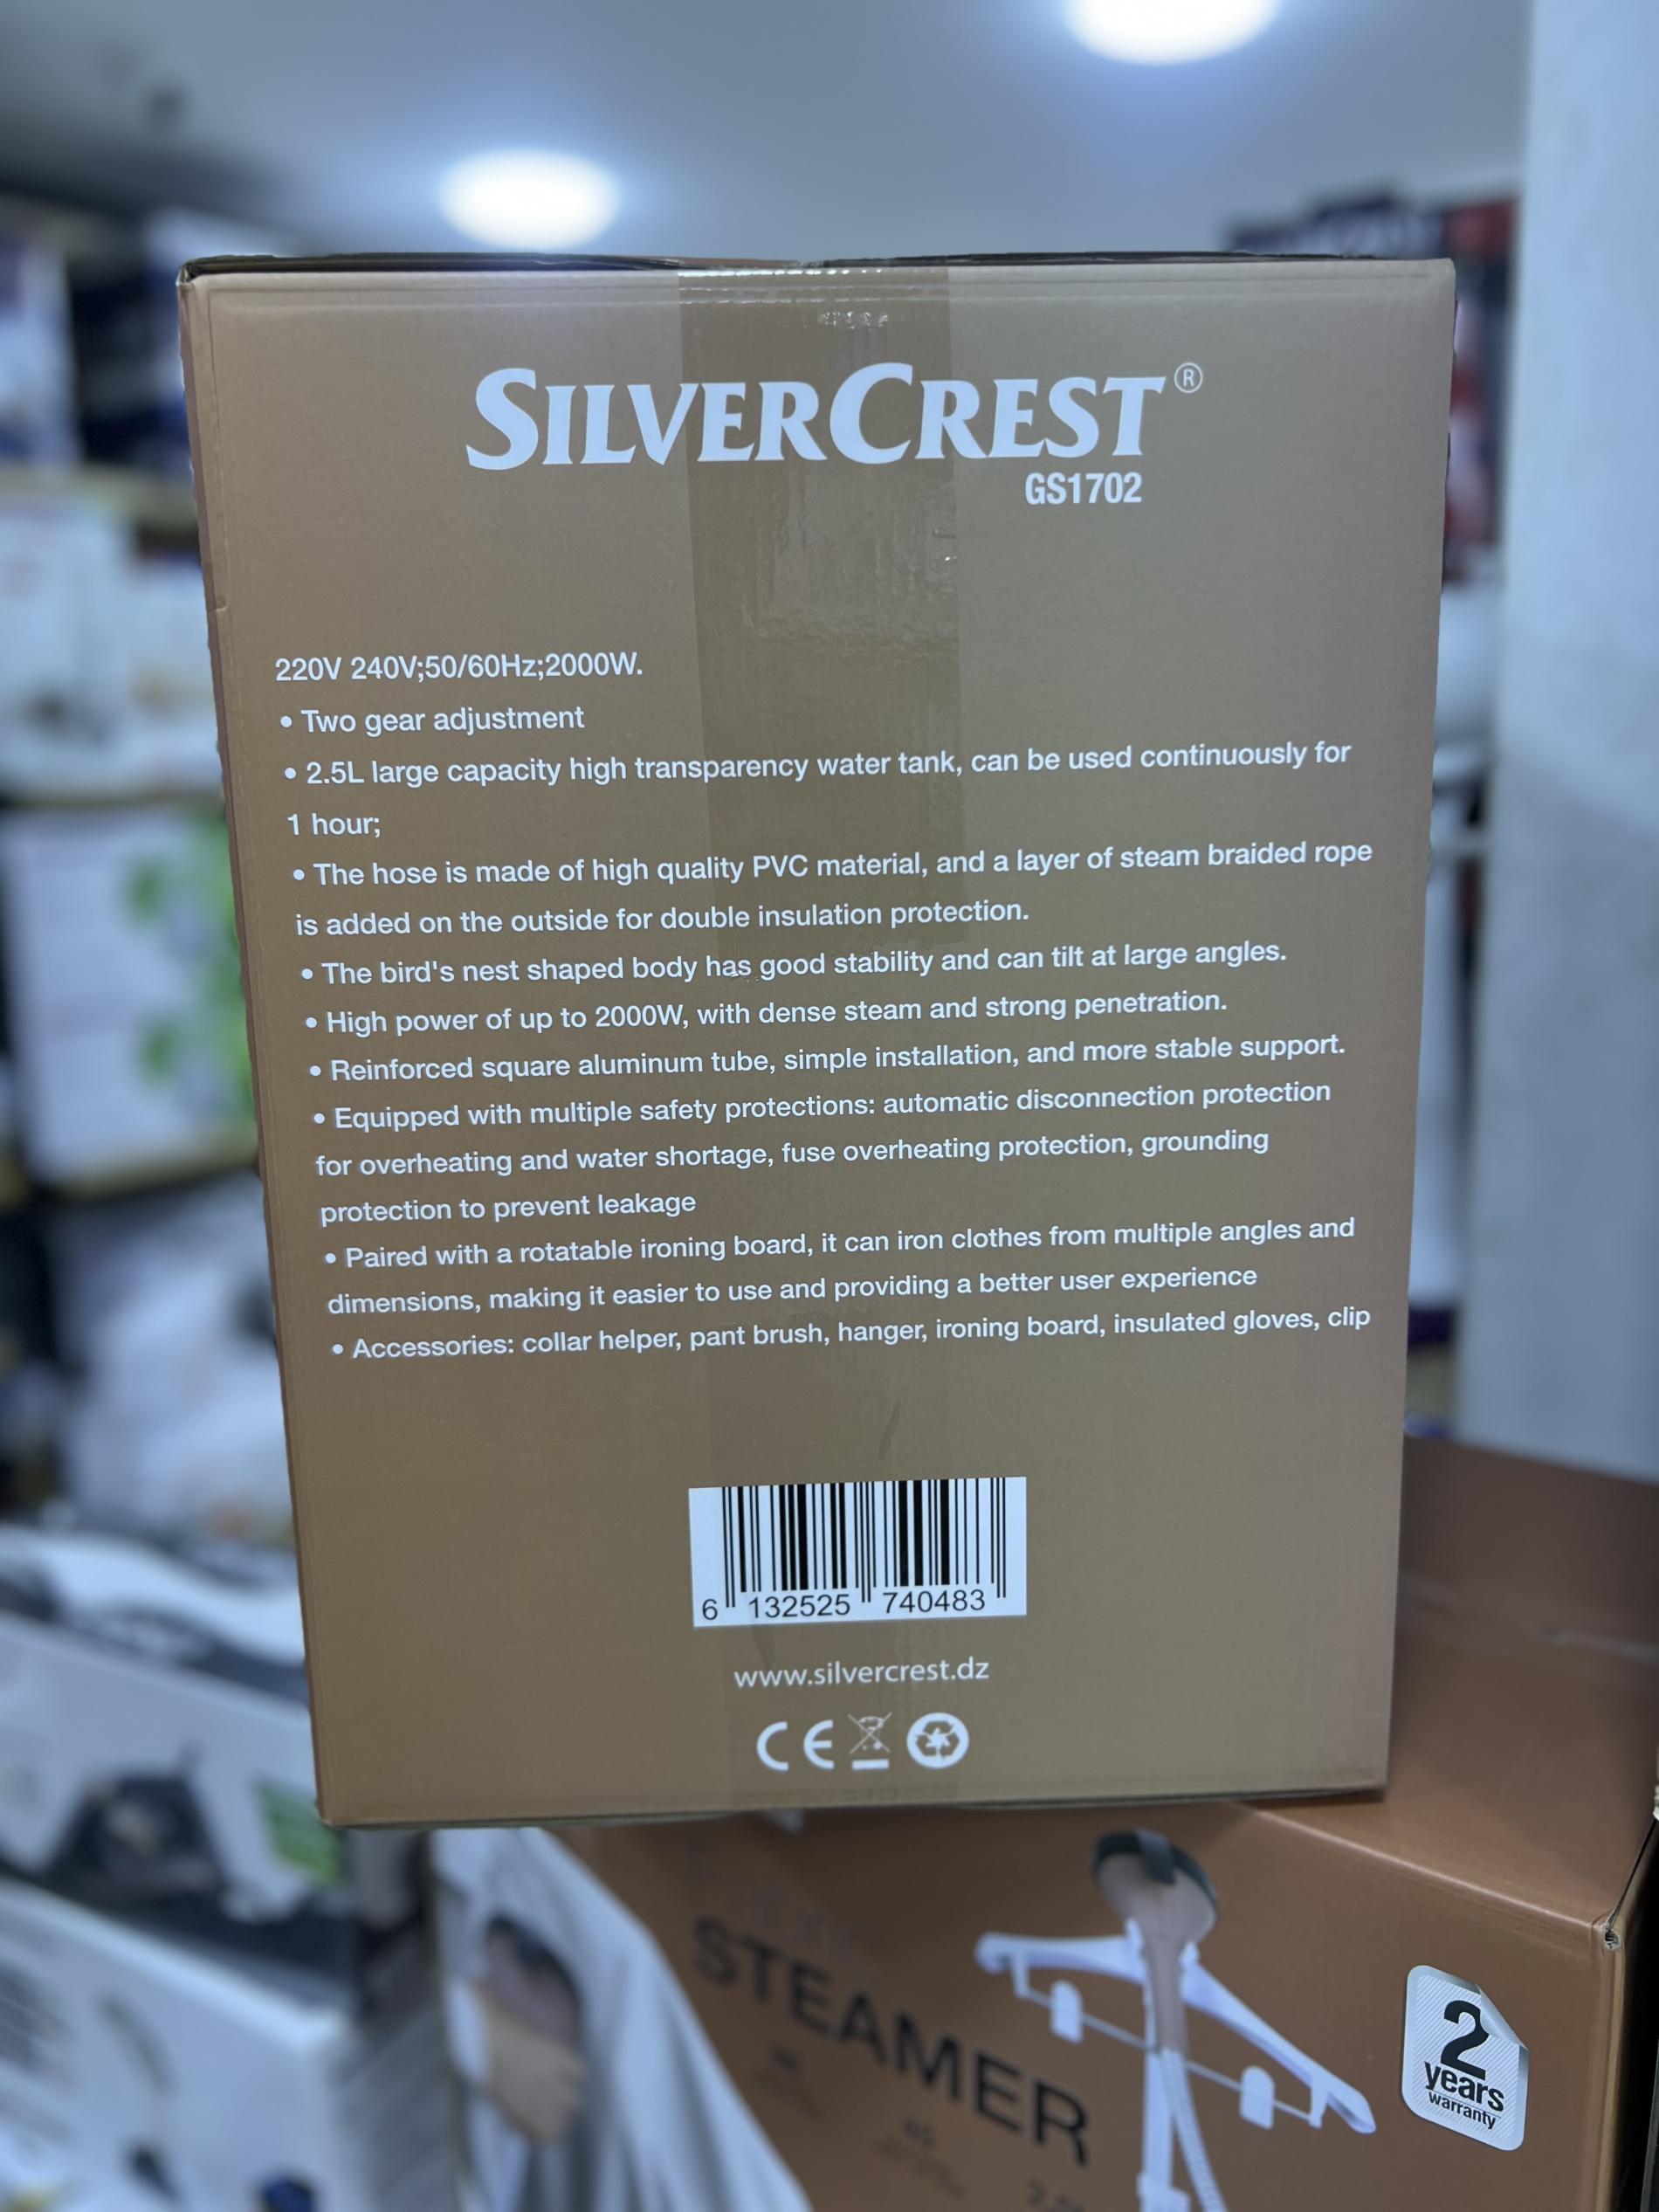 SILVERCREST®
GS1702
220V 240V;50/60Hz;2000W.
• Two gear adjustment
• 2.5L large capacity high transparency water tank, can be used continuously for
1 hour;
• The hose is made of high quality PVC material, and a layer of steam braided rope
is added on the outside for double insulation protection.
• The bird's nest shaped body has good stability and can tilt at large angles.
• High power of up to 2000W, with dense steam and strong penetration.
• Reinforced square aluminum tube, simple installation, and more stable support.
• Equipped with multiple safety protections: automatic disconnection protection
for overheating and water shortage, fuse overheating protection, grounding
protection to prevent leakage
• Paired with a rotatable ironing board, it can iron clothes from multiple angles and
dimensions, making it easier to use and providing a better user experience
• Accessories: collar helper, pant brush, hanger, ironing board, insulated gloves, clip
6 132525 740483
www.silvercrest.dz
CE
STEAMER
2
years
warranty